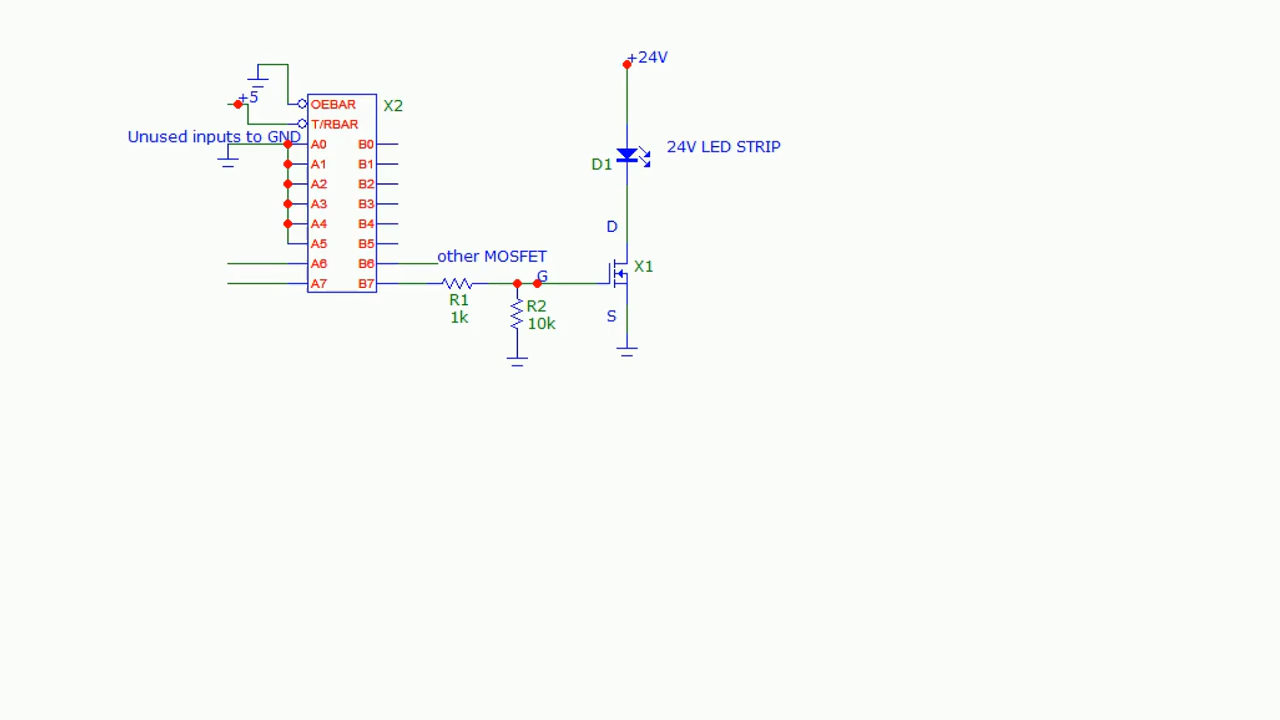 +24V
+5
OEBAR
X2
T/RBAR
Unused inputs to GND
A0 B0
24V LED STRIP
A1 B1
D1
A2 B2
A3 B3
A4 B4
D
A5 B5
other MOSFET
A6 B6
X1
G
A7 B7
R1
1k
R2
10k
S